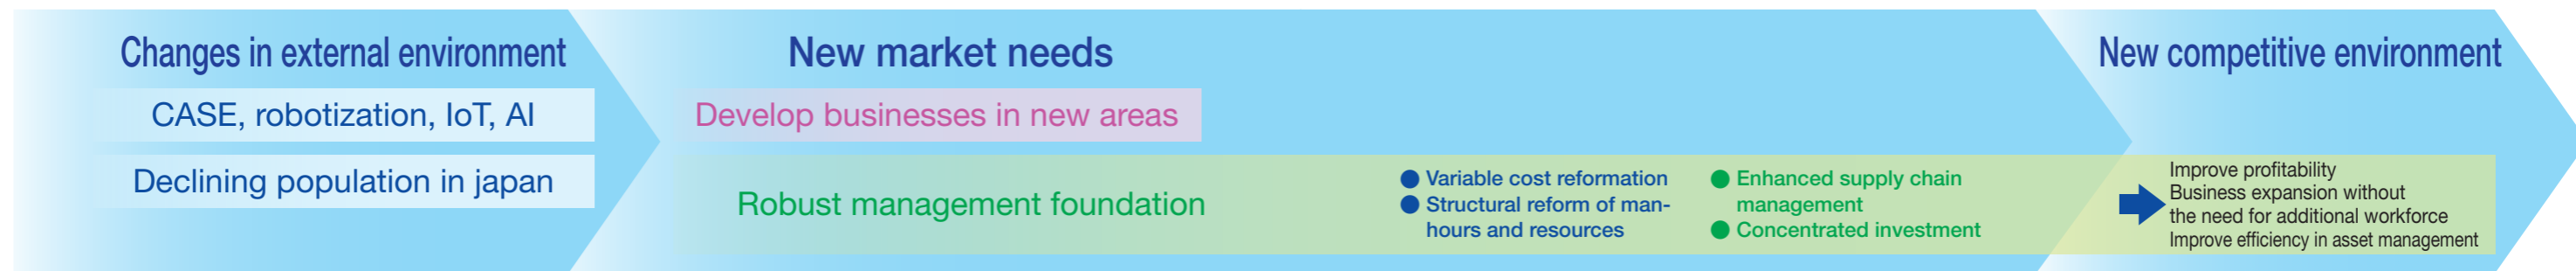 Changes in external environment
CASE, robotization, IoT, AI
Declining population in japan
New market needs
Develop businesses in new areas
Robust management foundation
● Variable cost reformation
● Structural reform of man-
hours and resources
● Enhanced supply chain
management
● Concentrated investment
New competitive environment
Improve profitability
Business expansion without
the need for additional workforce
Improve efficiency in asset management